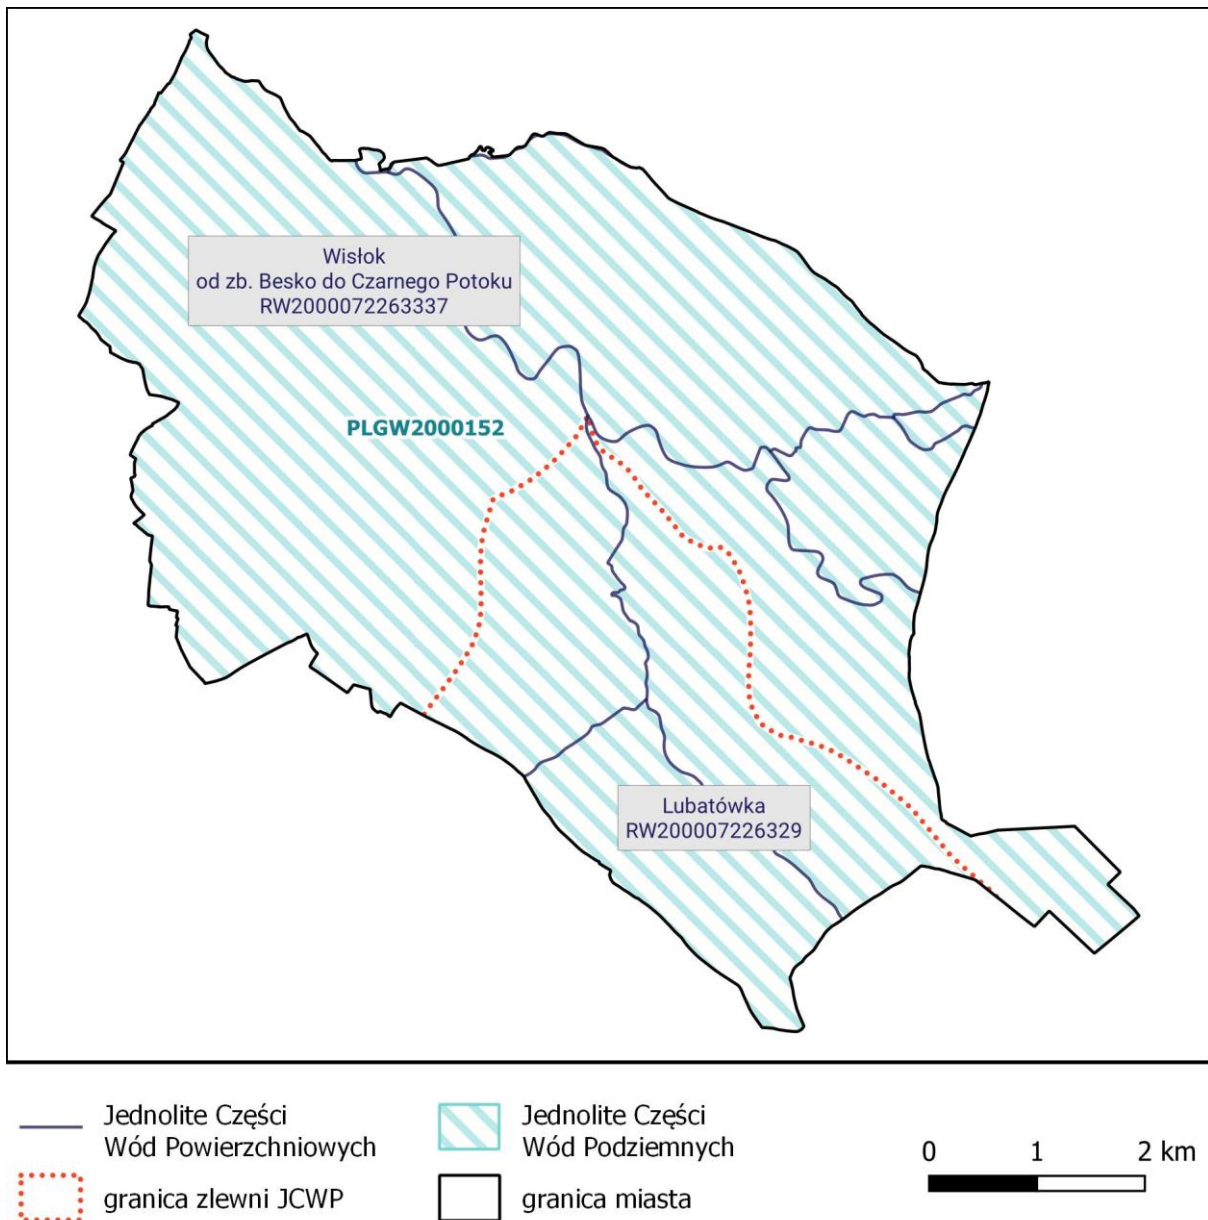 Wisłok
od zb. Besko do Czarnego Potoku
RW2000072263337
PLGW2000152
Lubatówka
RW200007226329
Jednolite Części
Wód Powierzchniowych
granica zlewni JCWP
Jednolite Części
Wód Podziemnych
granica miasta
0 1 2 km